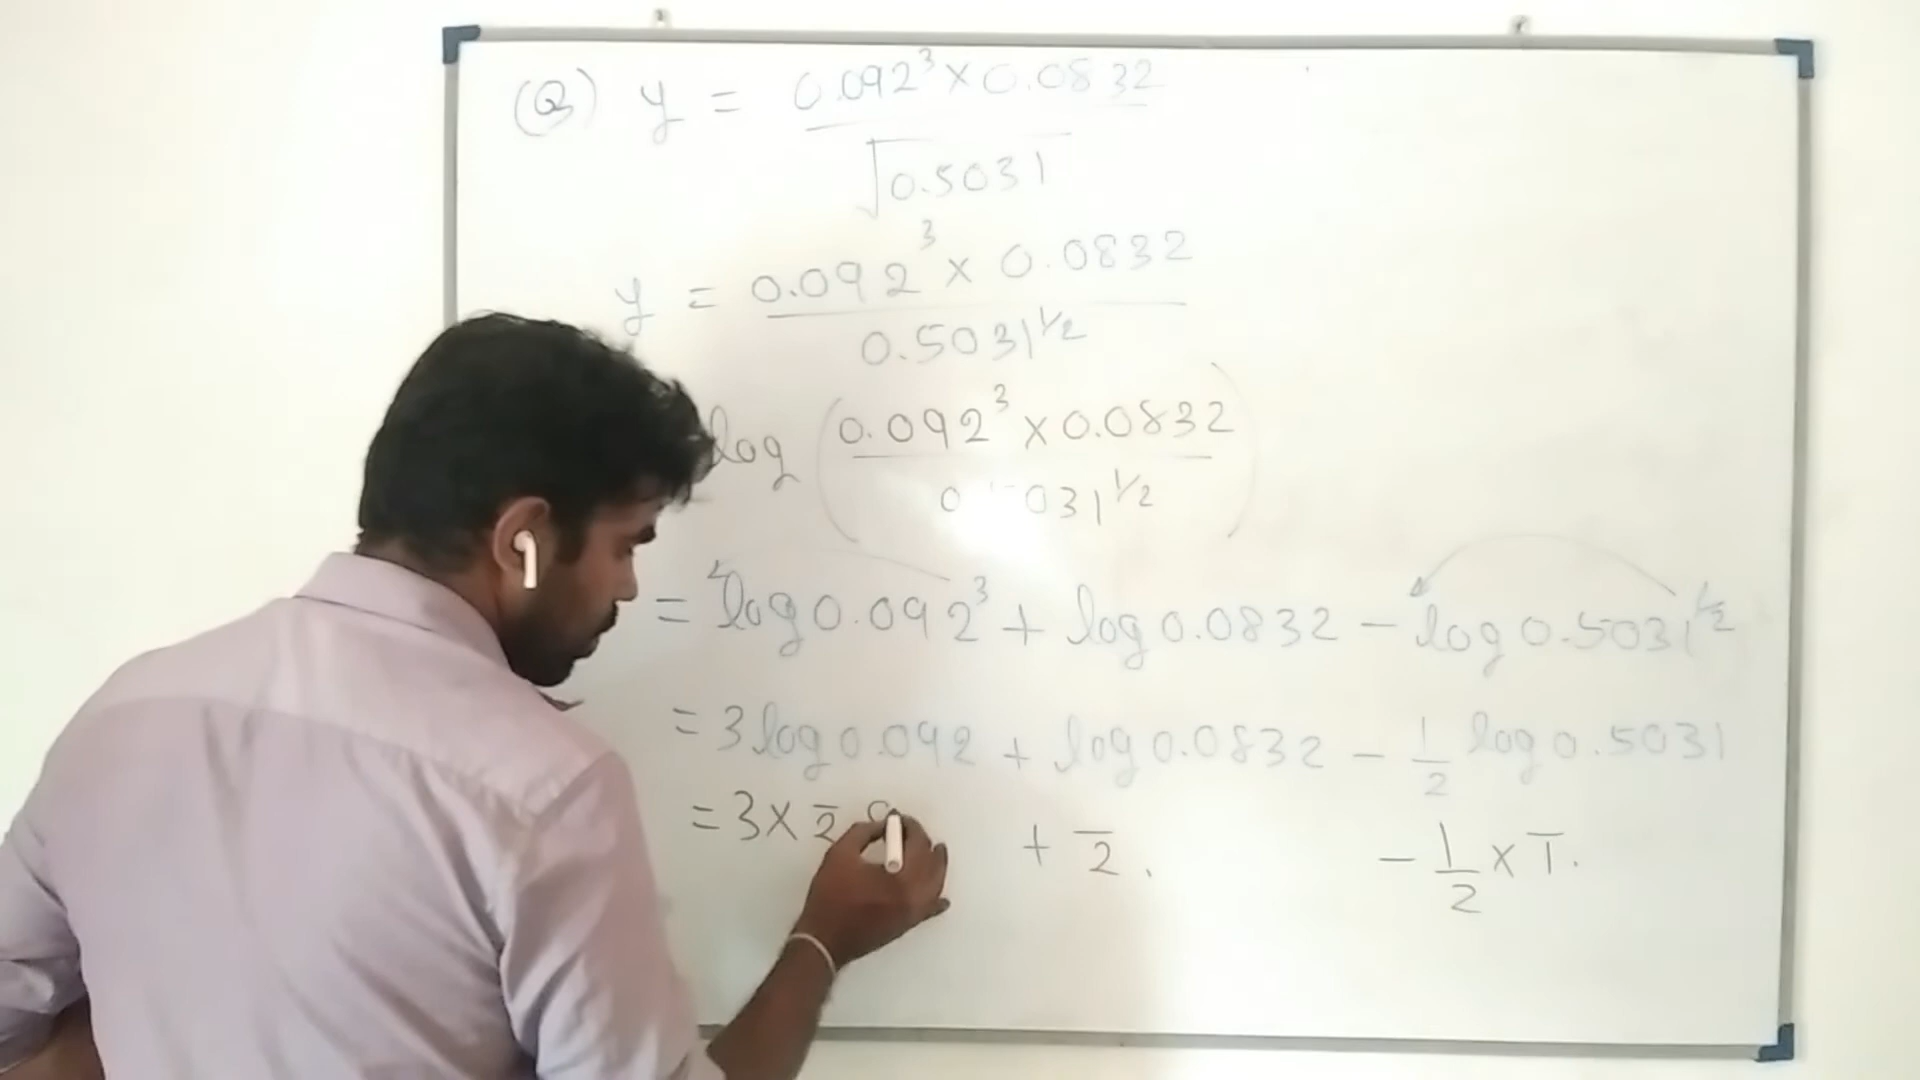 (Q) y = 0.092³ × 0.0832
√0.5031
y = 0.092³ × 0.0832
0.5031^1/2
log (0.092³ × 0.0832
0 031^1/2)
= log 0.092³ + log 0.0832 − log 0.5031^1/2
= 3 log 0.092 + log 0.0832 − 1/2 log 0.5031
= 3 × 2̅ + 2̅. − 1/2 × 1̅.